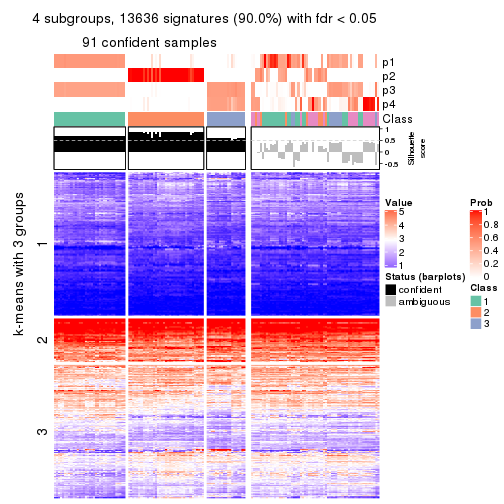 4 subgroups, 13636 signatures (90.0%) with fdr < 0.05
91 confident samples
p1
p2
p3
p4
Class
1
0.5
0
-0.5
Silhouette
score
k-means with 3 groups
1
2
3
Value
5
4
3
2
1
Status (barplots)
confident
ambiguous
Prob
1
0.8
0.6
0.4
0.2
0
Class
1
2
3